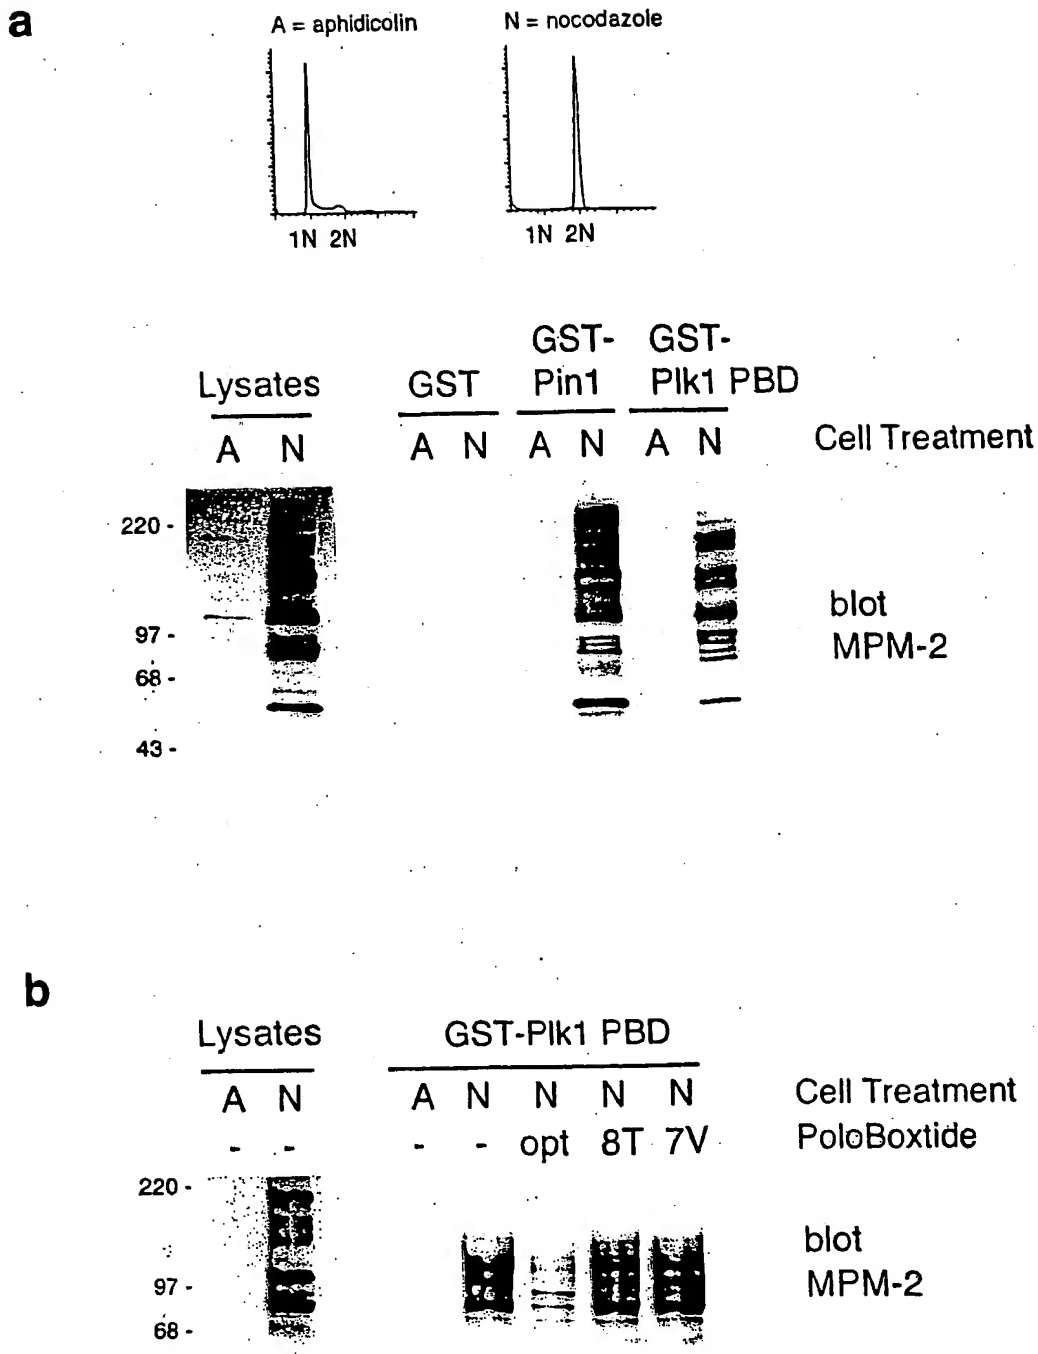 a
A = aphidicolin
N = nocodazole
1N 2N
1N 2N
Lysates
GST
GST-
Pin1
GST-
Plk1 PBD
A N A N A N A N
Cell Treatment
220 -
97 -
68 -
43 -
blot
MPM-2
b
Lysates
GST-Plk1 PBD
A N A N N N N
Cell Treatment
- - - - opt 8T 7V
PoloBoxtide
220 -
97 -
68 -
blot
MPM-2